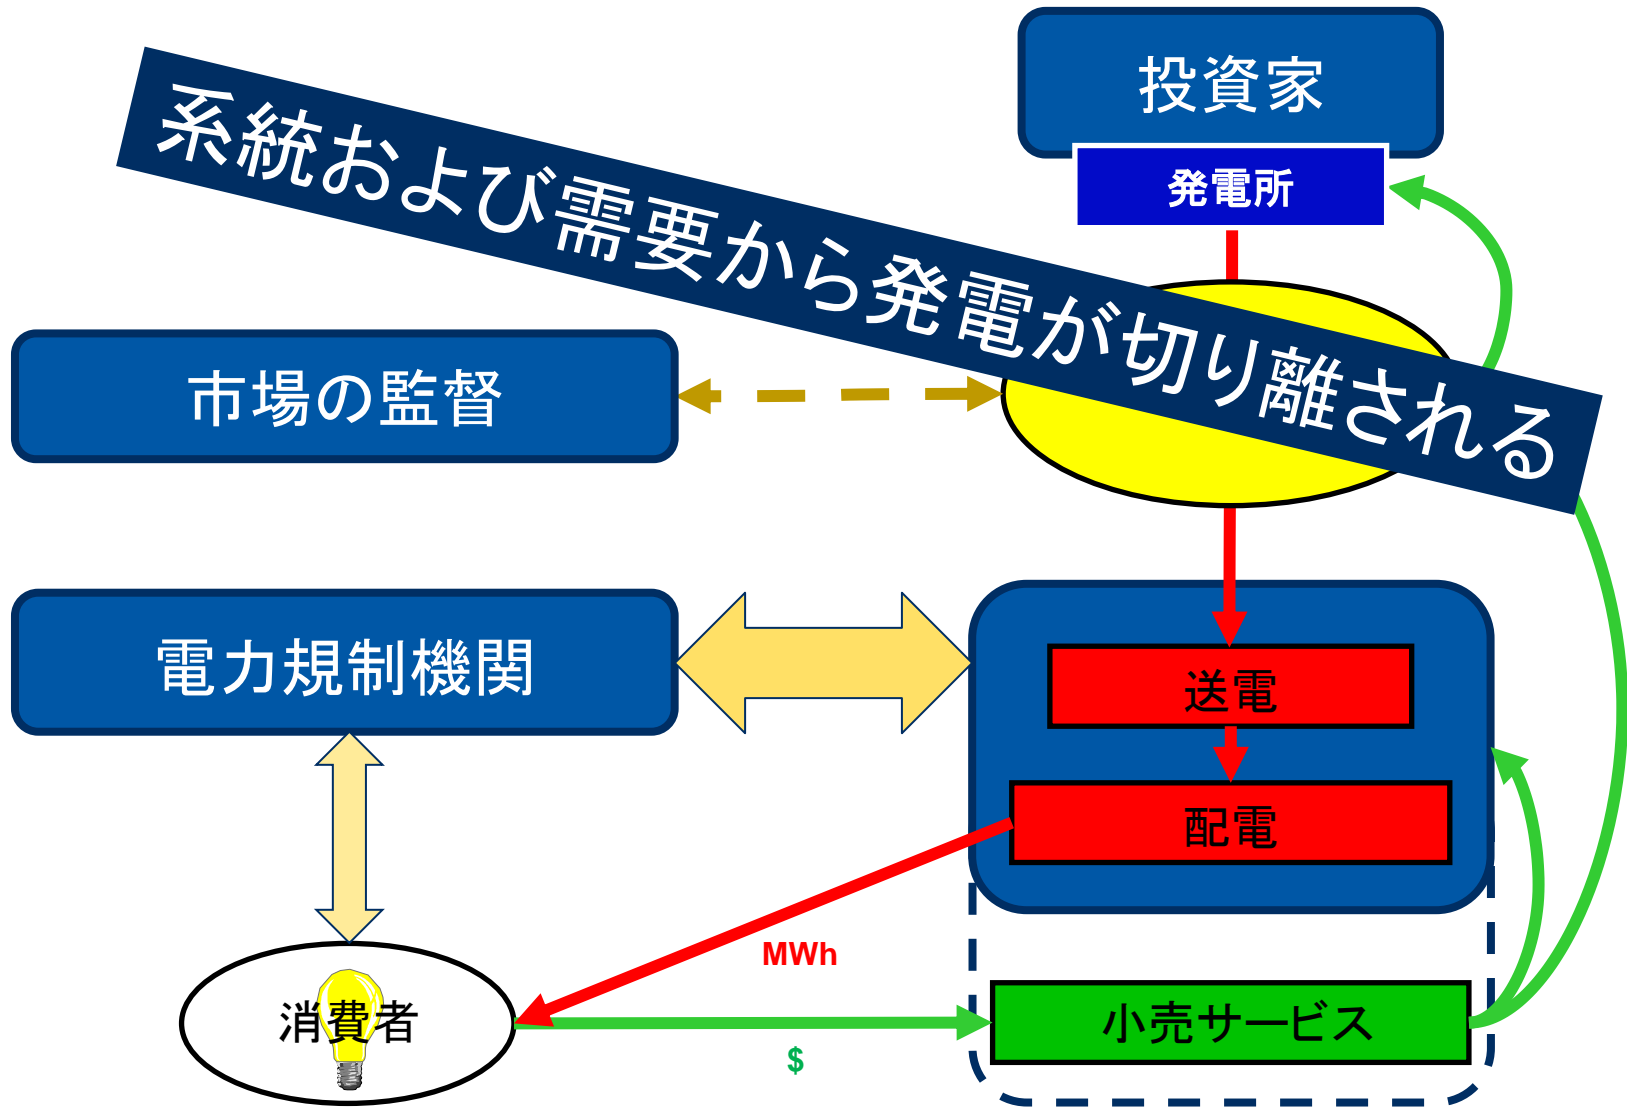 投資家
系統および需要から発電が切り離される
発電所
市場の監督
電力規制機関
送電
配電
MWh
消費者
小売サービス
$